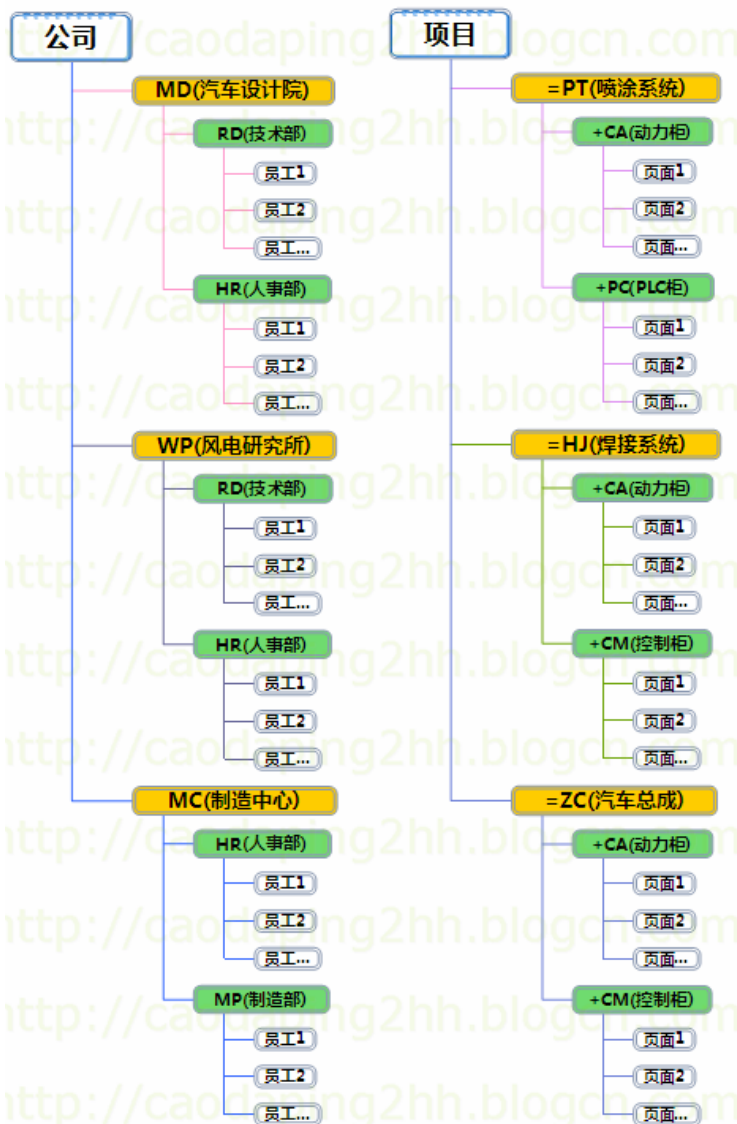 公司
MD(汽车设计院)
RD(技术部)
员工1
员工2
员工...
HR(人事部)
员工1
员工2
员工...
WP(风电研究所)
RD(技术部)
员工1
员工2
员工...
HR(人事部)
员工1
员工2
员工...
MC(制造中心)
HR(人事部)
员工1
员工2
员工...
MP(制造部)
员工1
员工2
员工...
项目
=PT(喷涂系统)
+CA(动力柜)
页面1
页面2
页面...
+PC(PLC柜)
页面1
页面2
页面...
=HJ(焊接系统)
+CA(动力柜)
页面1
页面2
页面...
+CM(控制柜)
页面1
页面2
页面...
=ZC(汽车总成)
+CA(动力柜)
页面1
页面2
页面...
+CM(控制柜)
页面1
页面2
页面...
http://caodaping2hh.blogcn.com